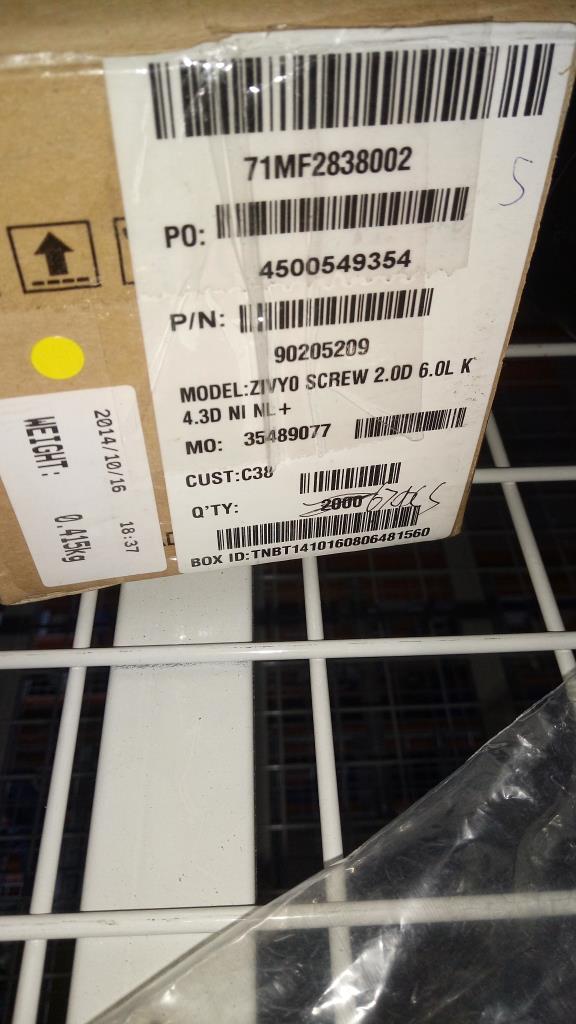 71MF2838002
5
PO:
4500549354
P/N:
90205209
MODEL:ZIVY0 SCREW 2.0D 6.0L K
4.3D NI NL+
MO: 35489077
CUST:C38
Q'TY: 2000
BOX ID:TNBT1410160806481560
2014/10/16 18:37
WEIGHT: 0.415kg